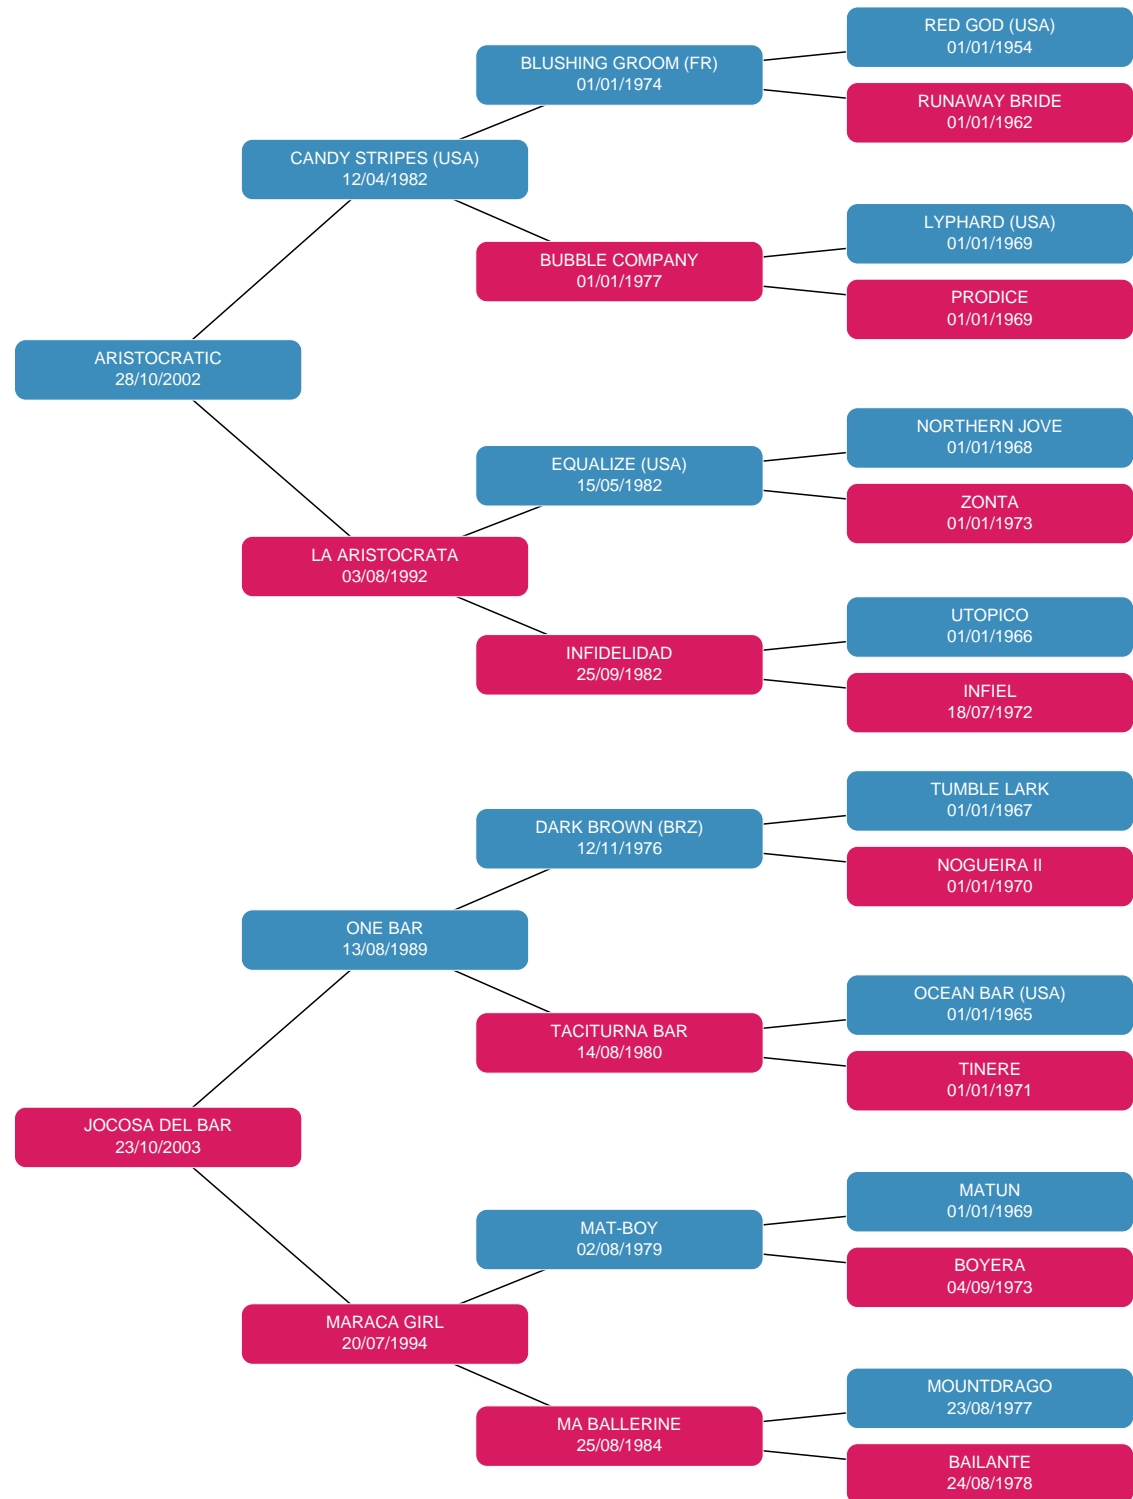 RED GOD (USA)
01/01/1954
BLUSHING GROOM (FR)
01/01/1974
RUNAWAY BRIDE
01/01/1962
CANDY STRIPES (USA)
12/04/1982
LYPHARD (USA)
01/01/1969
BUBBLE COMPANY
01/01/1977
PRODICE
01/01/1969
ARISTOCRATIC
28/10/2002
NORTHERN JOVE
01/01/1968
EQUALIZE (USA)
15/05/1982
ZONTA
01/01/1973
LA ARISTOCRATA
03/08/1992
UTOPICO
01/01/1966
INFIDELIDAD
25/09/1982
INFIEL
18/07/1972
TUMBLE LARK
01/01/1967
DARK BROWN (BRZ)
12/11/1976
NOGUEIRA II
01/01/1970
ONE BAR
13/08/1989
OCEAN BAR (USA)
01/01/1965
TACITURNA BAR
14/08/1980
TINERE
01/01/1971
JOCOSA DEL BAR
23/10/2003
MATUN
01/01/1969
MAT-BOY
02/08/1979
BOYERA
04/09/1973
MARACA GIRL
20/07/1994
MOUNTDRAGO
23/08/1977
MA BALLERINE
25/08/1984
BAILANTE
24/08/1978